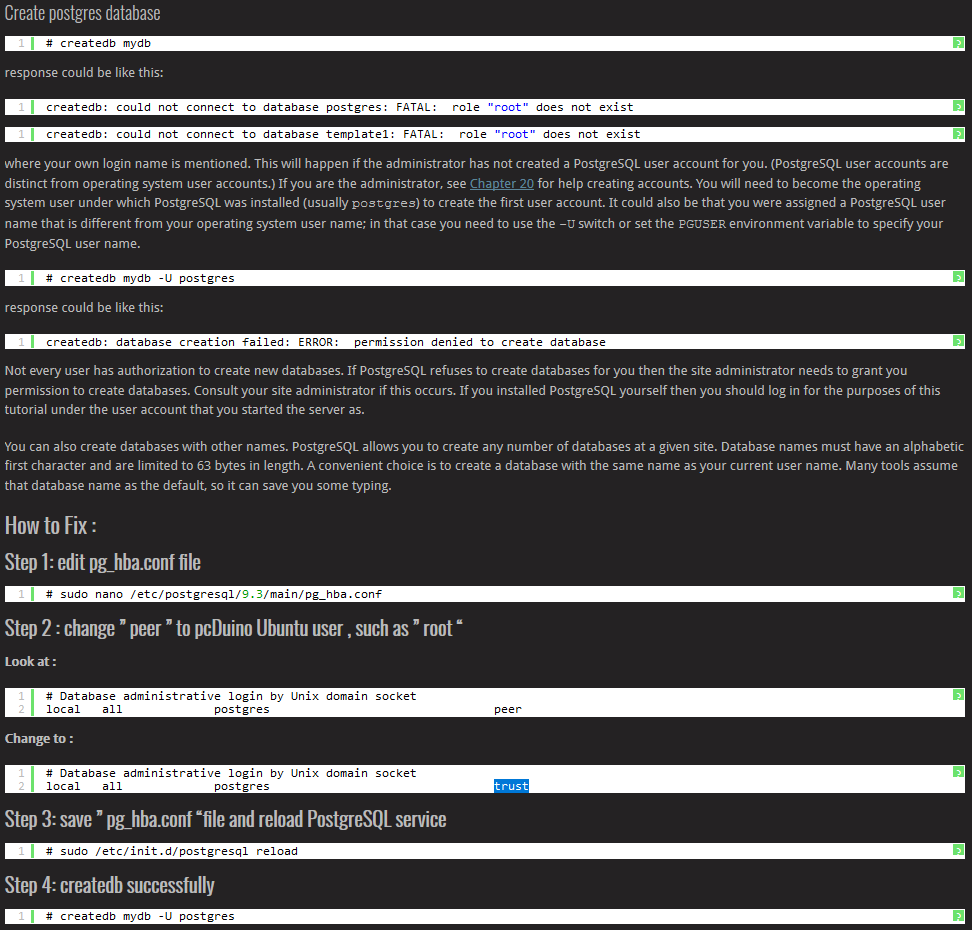 Create postgres database
1 # createdb mydb
response could be like this:
1 createdb: could not connect to database postgres: FATAL:  role "root" does not exist
1 createdb: could not connect to database template1: FATAL:  role "root" does not exist
where your own login name is mentioned. This will happen if the administrator has not created a PostgreSQL user account for you. (PostgreSQL user accounts are
distinct from operating system user accounts.) If you are the administrator, see Chapter 20 for help creating accounts. You will need to become the operating
system user under which PostgreSQL was installed (usually postgres) to create the first user account. It could also be that you were assigned a PostgreSQL user
name that is different from your operating system user name; in that case you need to use the -U switch or set the PGUSER environment variable to specify your
PostgreSQL user name.
1 # createdb mydb -U postgres
response could be like this:
1 createdb: database creation failed: ERROR:  permission denied to create database
Not every user has authorization to create new databases. If PostgreSQL refuses to create databases for you then the site administrator needs to grant you
permission to create databases. Consult your site administrator if this occurs. If you installed PostgreSQL yourself then you should log in for the purposes of this
tutorial under the user account that you started the server as.
You can also create databases with other names. PostgreSQL allows you to create any number of databases at a given site. Database names must have an alphabetic
first character and are limited to 63 bytes in length. A convenient choice is to create a database with the same name as your current user name. Many tools assume
that database name as the default, so it can save you some typing.
How to Fix :
Step 1: edit pg_hba.conf file
1 # sudo nano /etc/postgresql/9.3/main/pg_hba.conf
Step 2 : change ” peer ” to pcDuino Ubuntu user , such as ” root “
Look at :
1 # Database administrative login by Unix domain socket
2 local   all             postgres                                peer
Change to :
1 # Database administrative login by Unix domain socket
2 local   all             postgres                                trust
Step 3: save ” pg_hba.conf “file and reload PostgreSQL service
1 # sudo /etc/init.d/postgresql reload
Step 4: createdb successfully
1 # createdb mydb -U postgres